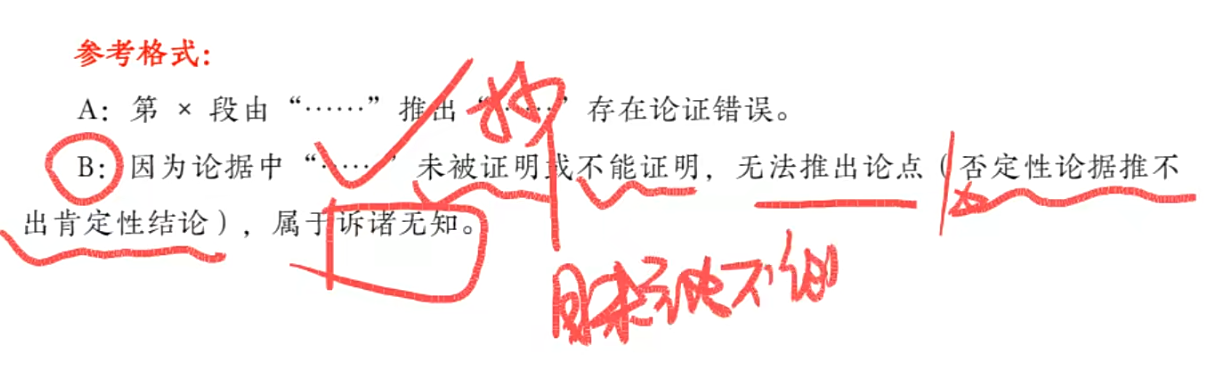 参考格式：
A：第 × 段由“……”推出“……”存在论证错误。
抄
B：因为论据中“……”未被证明或不能证明，无法推出论点（否定性论据推不
出肯定性结论），属于诉诸无知。